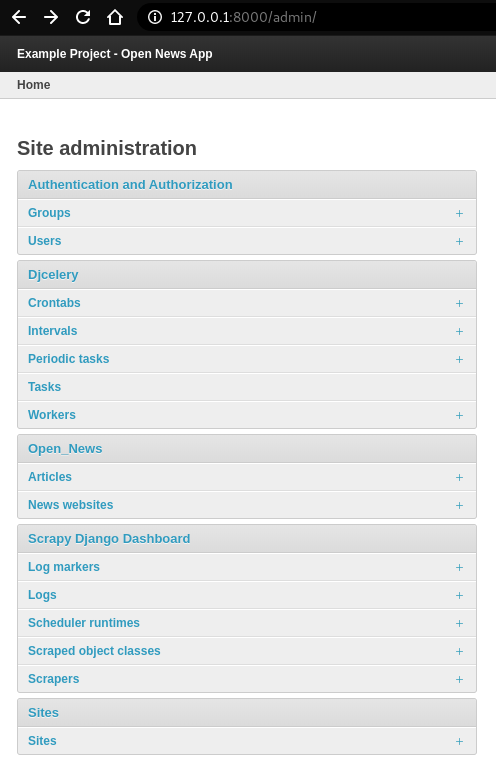 127.0.0.1:8000/admin/
Example Project - Open News App
Home
Site administration
Authentication and Authorization
Groups +
Users +
Djcelery
Crontabs +
Intervals +
Periodic tasks +
Tasks
Workers +
Open_News
Articles +
News websites +
Scrapy Django Dashboard
Log markers +
Logs +
Scheduler runtimes +
Scraped object classes +
Scrapers +
Sites
Sites +